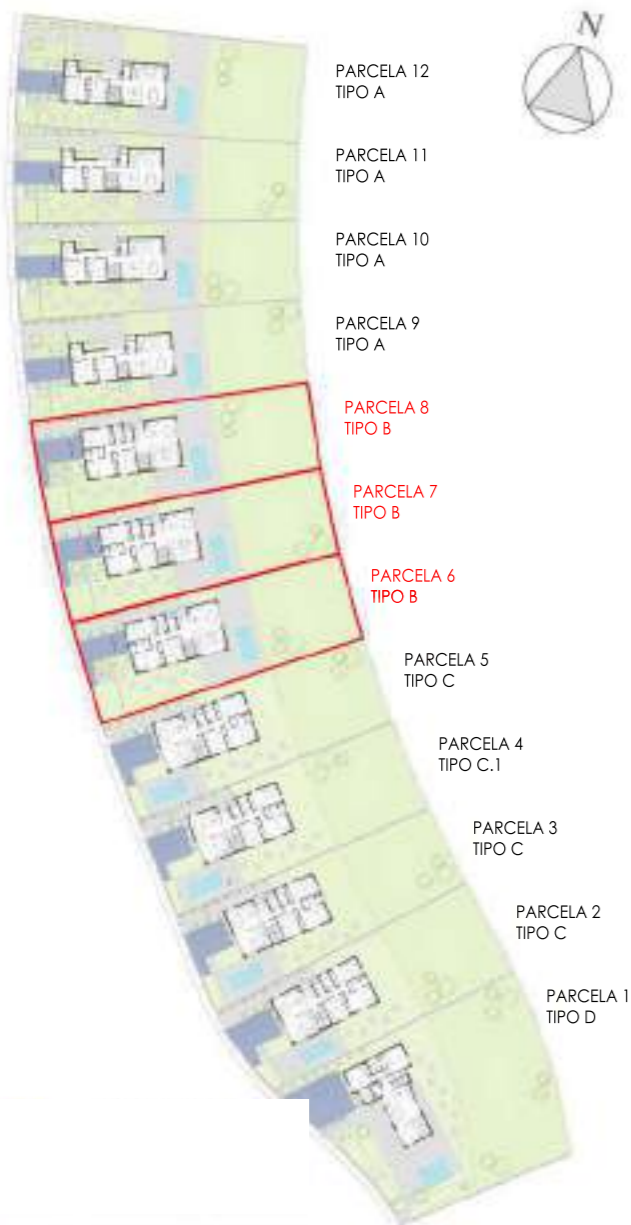 N
PARCELA 12
TIPO A
PARCELA 11
TIPO A
PARCELA 10
TIPO A
PARCELA 9
TIPO A
PARCELA 8
TIPO B
PARCELA 7
TIPO B
PARCELA 6
TIPO B
PARCELA 5
TIPO C
PARCELA 4
TIPO C.1
PARCELA 3
TIPO C
PARCELA 2
TIPO C
PARCELA 1
TIPO D